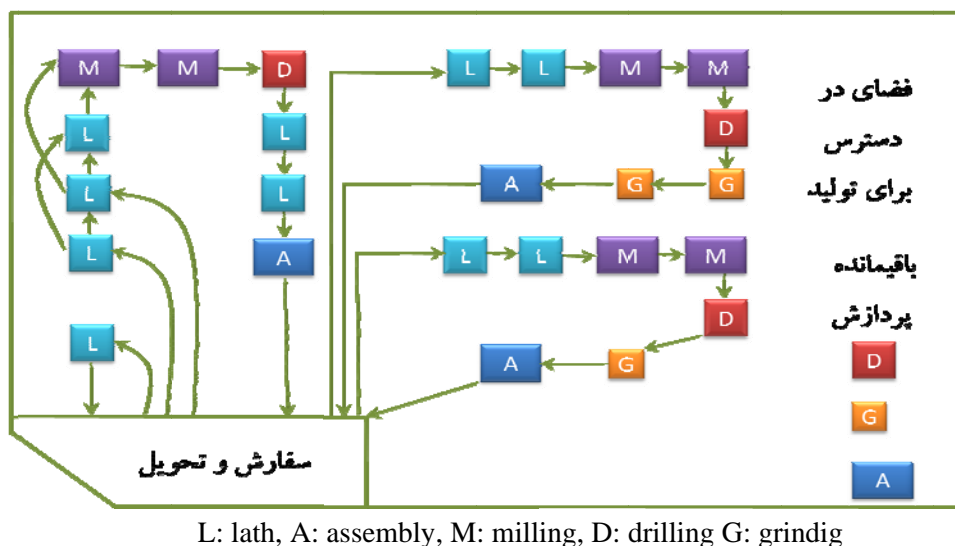 M M D
L L
L L
L A
L
L L M M
D
A G G
L L M M
D
A G
فضای در
دسترس
برای تولید
باقیمانده
پردازش
D
G
A
سفارش و تحویل
L: lath, A: assembly, M: milling, D: drilling G: grindig